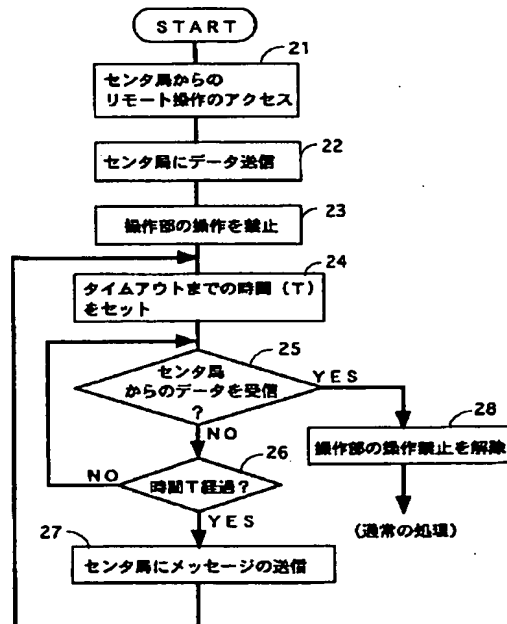 START
21
センタ局からの
リモート操作のアクセス
22
センタ局にデータ送信
23
操作部の操作を禁止
24
タイムアウトまでの時間(T)
をセット
25
センタ局
からのデータを受信
?
YES
NO
28
操作部の操作禁止を解除
(通常の処理)
26
時間T経過?
NO
YES
27
センタ局にメッセージの送信